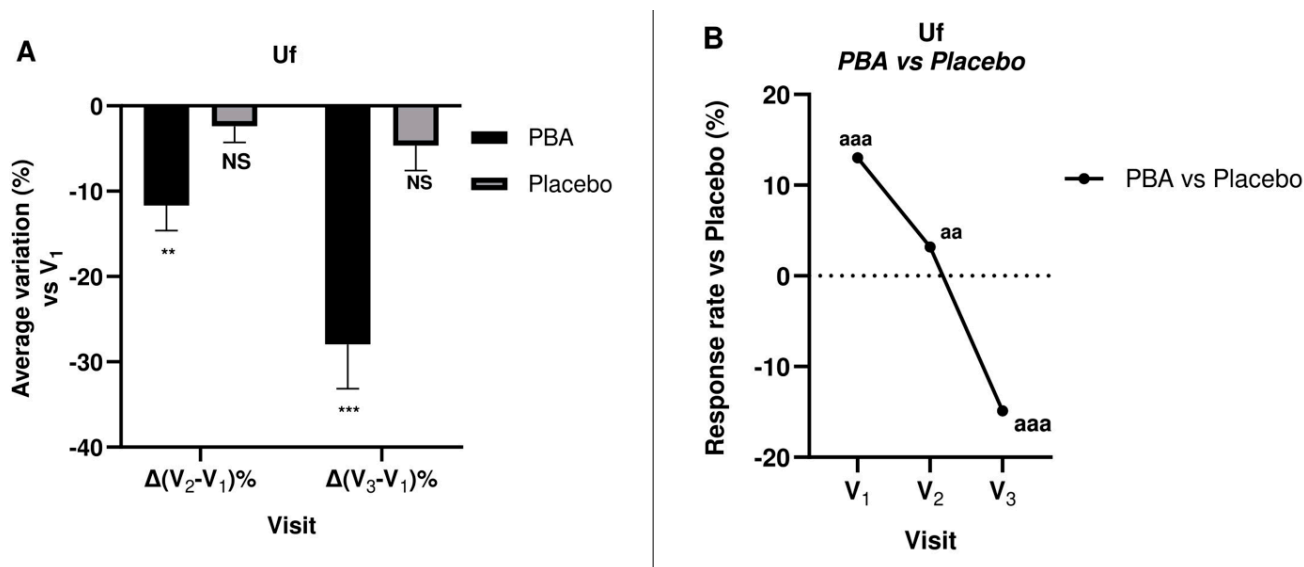 A
Uf
Average variation (%)
vs V₁
0
-10
-20
-30
-40
**
NS
***
NS
Δ(V₂-V₁)%
Δ(V₃-V₁)%
Visit
PBA
Placebo
B
Uf
PBA vs Placebo
Response rate vs Placebo (%)
20
10
0
-10
-20
aaa
aa
aaa
V₁
V₂
V₃
Visit
PBA vs Placebo